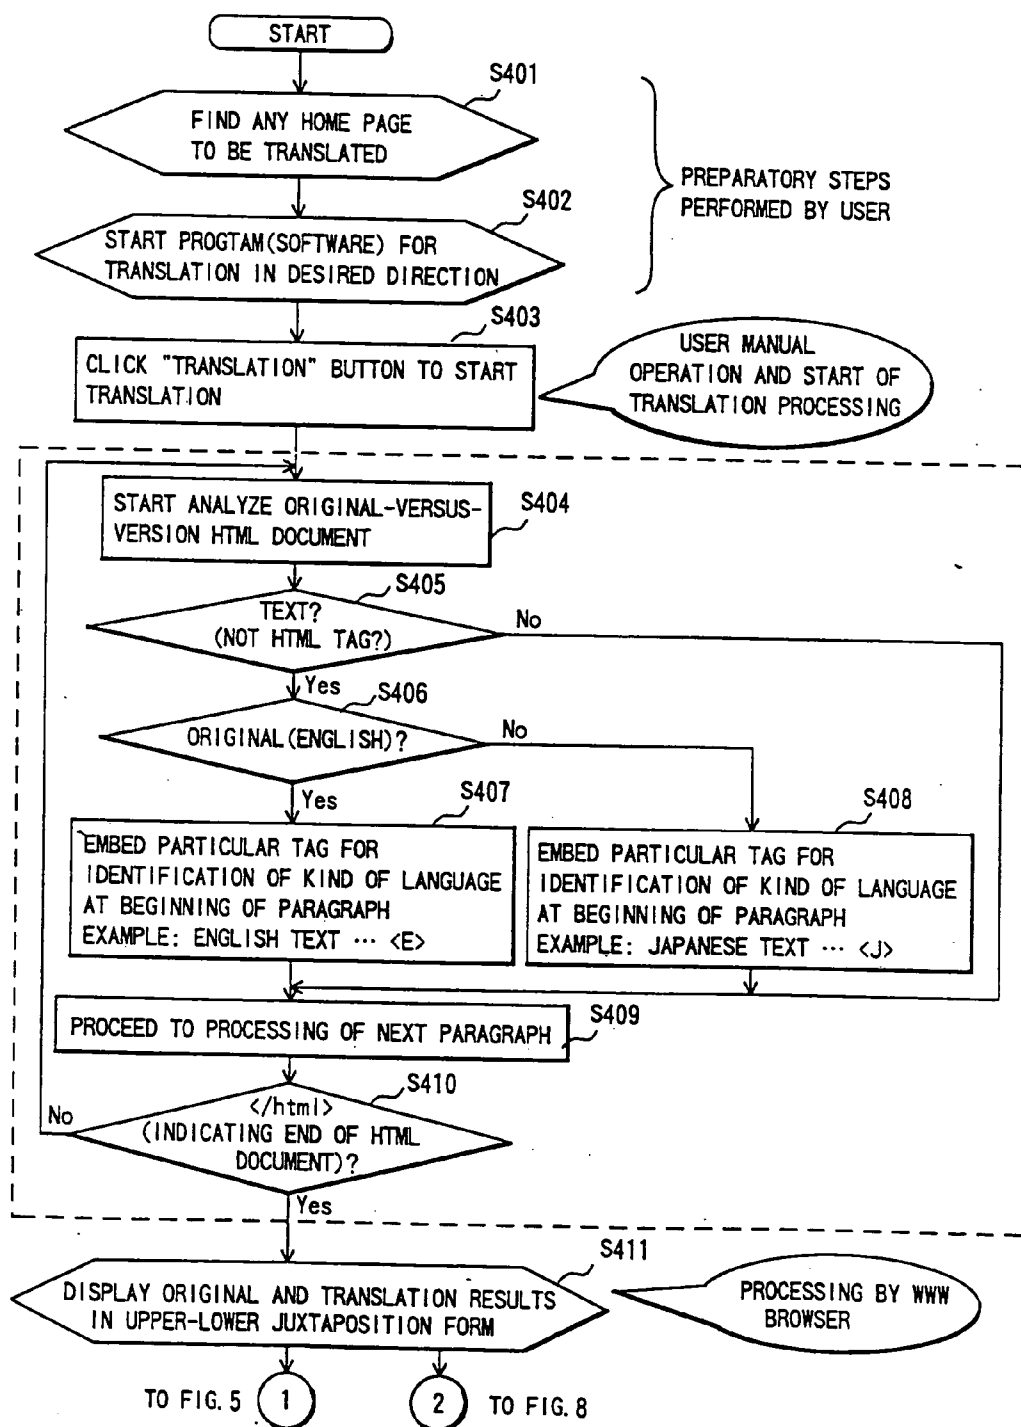 START
S401
FIND ANY HOME PAGE
TO BE TRANSLATED
PREPARATORY STEPS
PERFORMED BY USER
S402
START PROGTAM(SOFTWARE) FOR
TRANSLATION IN DESIRED DIRECTION
S403
CLICK "TRANSLATION" BUTTON TO START
TRANSLATION
USER MANUAL
OPERATION AND START OF
TRANSLATION PROCESSING
START ANALYZE ORIGINAL-VERSUS-
VERSION HTML DOCUMENT
S404
S405
TEXT?
(NOT HTML TAG?)
No
Yes
S406
ORIGINAL(ENGLISH)?
No
Yes
S407
EMBED PARTICULAR TAG FOR
IDENTIFICATION OF KIND OF LANGUAGE
AT BEGINNING OF PARAGRAPH
EXAMPLE: ENGLISH TEXT ··· <E>
S408
EMBED PARTICULAR TAG FOR
IDENTIFICATION OF KIND OF LANGUAGE
AT BEGINNING OF PARAGRAPH
EXAMPLE: JAPANESE TEXT ··· <J>
PROCEED TO PROCESSING OF NEXT PARAGRAPH
S409
S410
</html>
(INDICATING END OF HTML
DOCUMENT)?
No
Yes
S411
DISPLAY ORIGINAL AND TRANSLATION RESULTS
IN UPPER-LOWER JUXTAPOSITION FORM
PROCESSING BY WWW
BROWSER
TO FIG. 5 1
2 TO FIG. 8